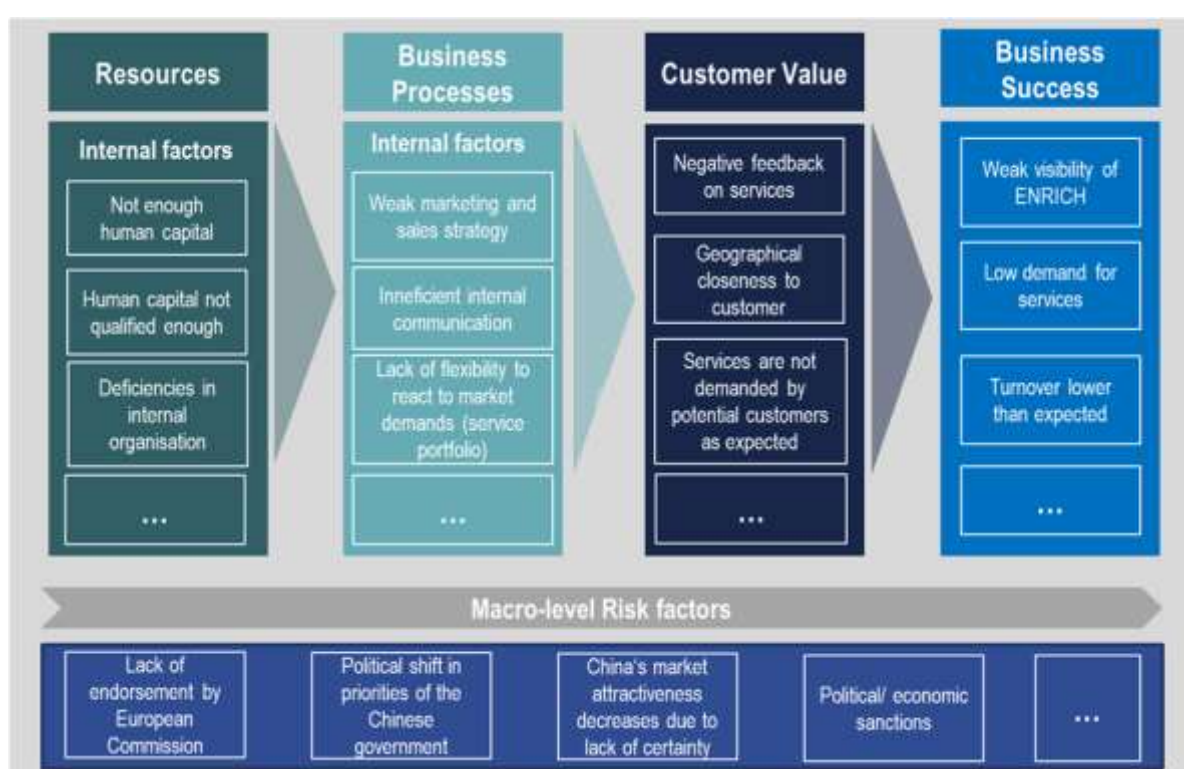 Resources
Internal factors
Not enough
human capital
Human capital not
qualified enough
Deficiencies in
internal
organisation
...
Business
Processes
Internal factors
Weak marketing and
sales strategy
Inneficient internal
communication
Lack of flexibility to
react to market
demands (service
portfolio)
...
Customer Value
Negative feedback
on services
Geographical
closeness to
customer
Services are not
demanded by
potential customers
as expected
...
Business
Success
Weak visibility of
ENRICH
Low demand for
services
Turnover lower
than expected
...
Macro-level Risk factors
Lack of
endorsement by
European
Commission
Political shift in
priorities of the
Chinese
government
China's market
attractiveness
decreases due to
lack of certainty
Political/ economic
sanctions
...